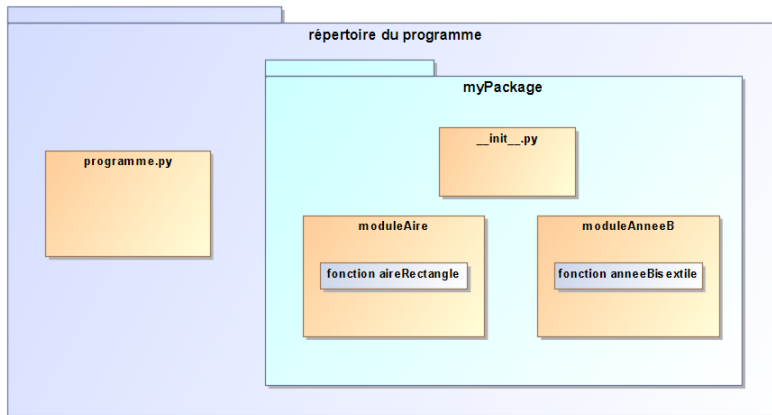 répertoire du programme
myPackage
__init__.py
programme.py
moduleAire
moduleAnneeB
fonction aireRectangle
fonction anneeBisextile